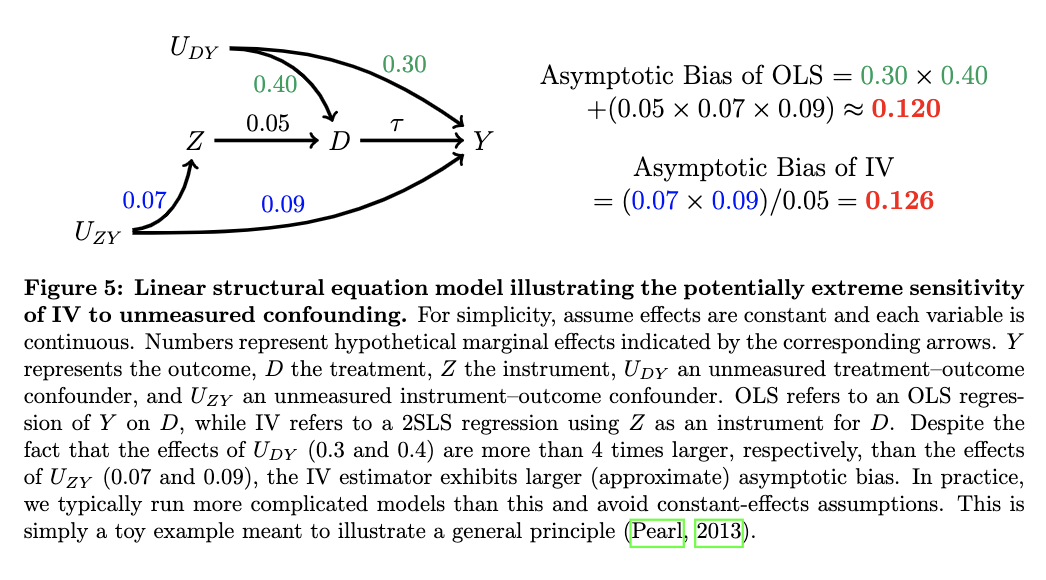 U_{DY}
0.30
0.40
0.05
τ
Z
D
Y
0.07
0.09
U_{ZY}
Asymptotic Bias of OLS = 0.30 × 0.40
+(0.05 × 0.07 × 0.09) ≈ 0.120
Asymptotic Bias of IV
= (0.07 × 0.09)/0.05 = 0.126
Figure 5: Linear structural equation model illustrating the potentially extreme sensitivity
of IV to unmeasured confounding. For simplicity, assume effects are constant and each variable is
continuous. Numbers represent hypothetical marginal effects indicated by the corresponding arrows. Y
represents the outcome, D the treatment, Z the instrument, U_{DY} an unmeasured treatment–outcome
confounder, and U_{ZY} an unmeasured instrument–outcome confounder. OLS refers to an OLS regres-
sion of Y on D, while IV refers to a 2SLS regression using Z as an instrument for D. Despite the
fact that the effects of U_{DY} (0.3 and 0.4) are more than 4 times larger, respectively, than the effects
of U_{ZY} (0.07 and 0.09), the IV estimator exhibits larger (approximate) asymptotic bias. In practice,
we typically run more complicated models than this and avoid constant-effects assumptions. This is
simply a toy example meant to illustrate a general principle (Pearl, 2013).